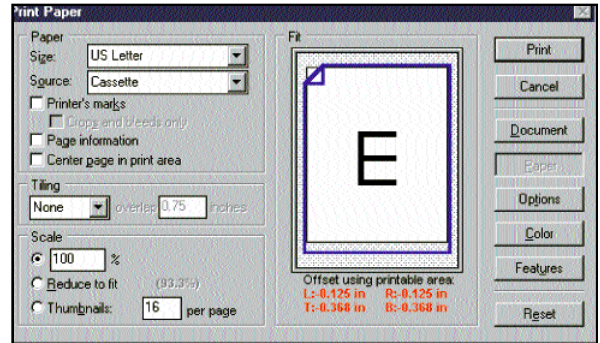 Print Paper
Paper
Size: US Letter
Source: Cassette
Printer's marks
Crops and bleeds only
Page information
Center page in print area
Tiling
None overlap 0.75 inches
Scale
100 %
Reduce to fit (93.3%)
Thumbnails: 16 per page
Fit
E
Offset using printable area:
L:-0.125 in R:-0.125 in
T:-0.368 in B:-0.368 in
Print
Cancel
Document
Paper
Options
Color
Features
Reset